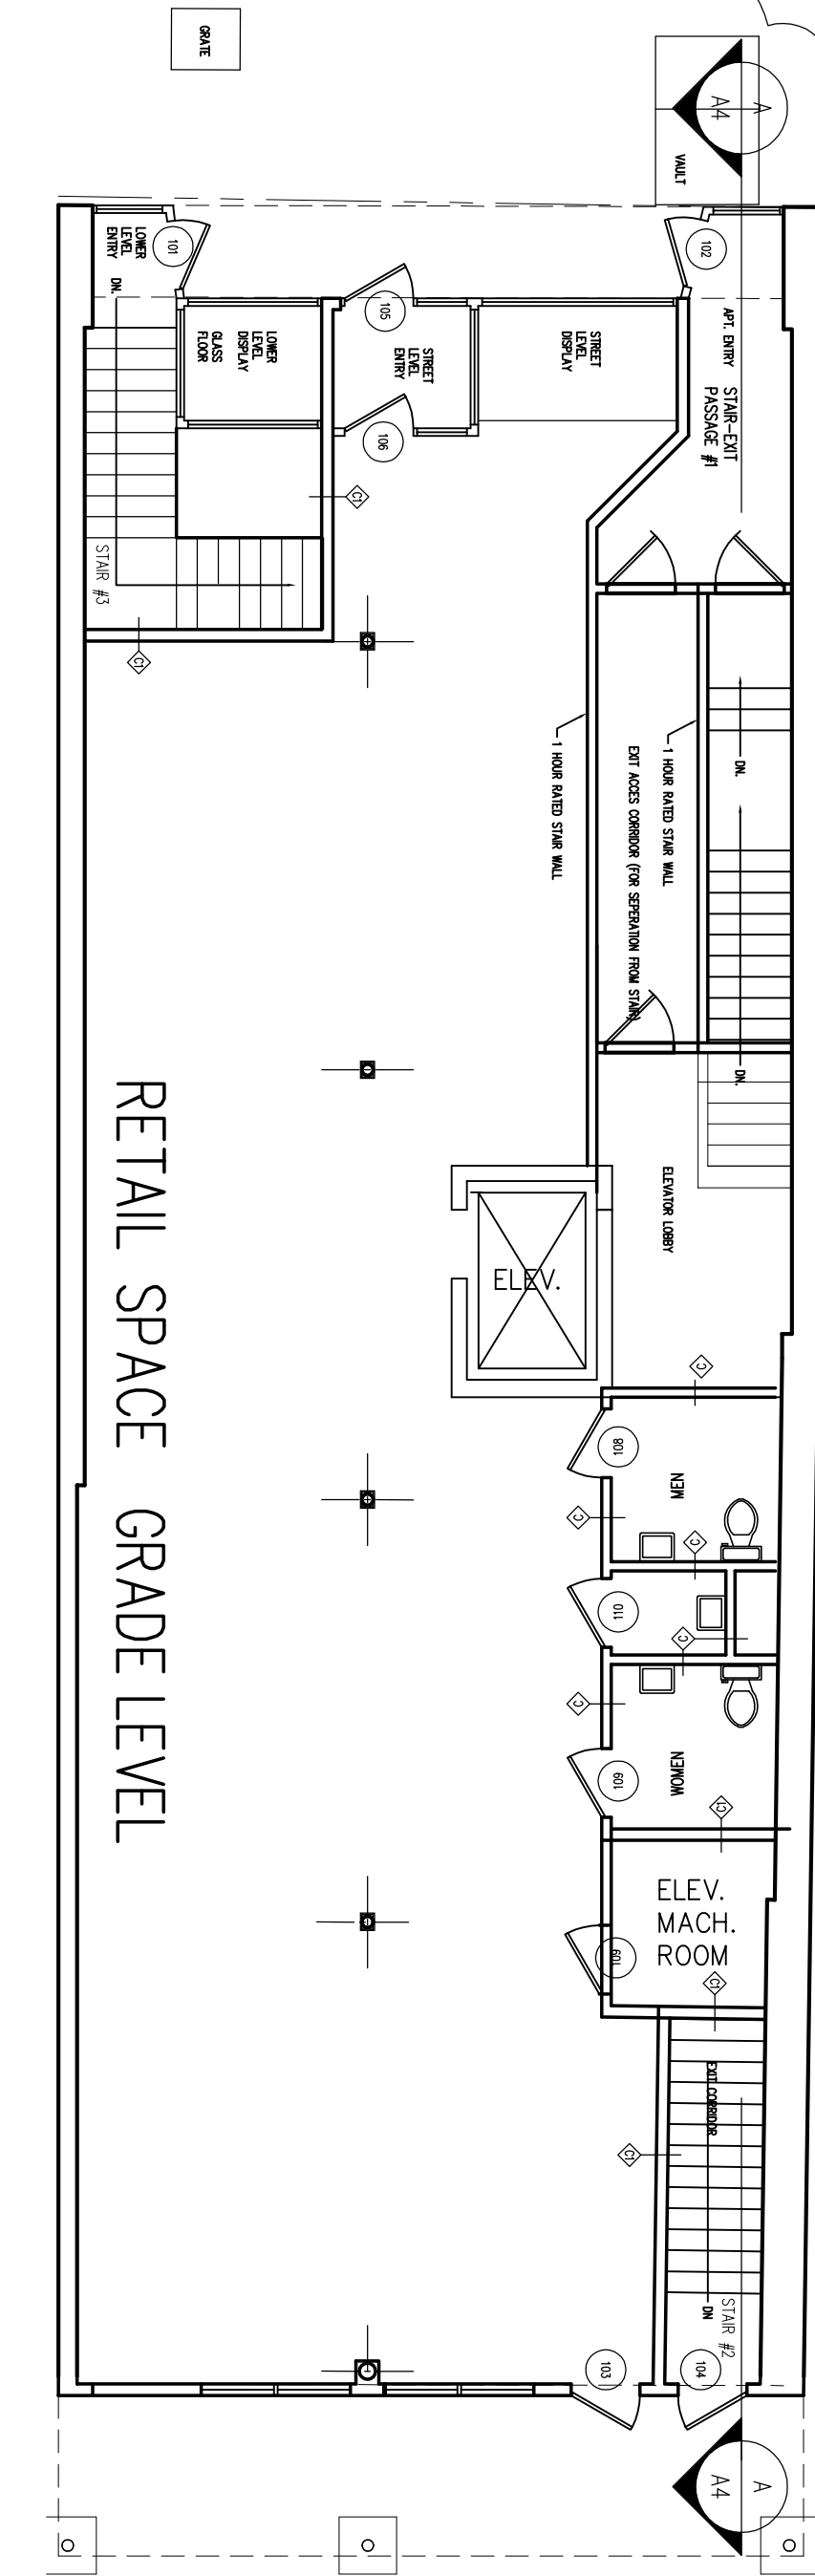 GRATE
A
A4
VAULT
LOWER
LEVEL
ENTRY
101
102
DN.
105
LOWER
LEVEL
DISPLAY
GLASS
FLOOR
STREET
LEVEL
ENTRY
STREET
LEVEL
DISPLAY
APT. ENTRY
STAIR-EXIT
PASSAGE #1
106
C1
STAIR #3
C1
1 HOUR RATED STAIR WALL
1 HOUR RATED STAIR WALL
EXIT ACCES CORRIDOR (FOR SEPERATION FROM STAIR)
DN.
DN.
ELEVATOR LOBBY
ELEV.
RETAIL SPACE GRADE LEVEL
C
108
MEN
C
C
110
C
C
109
WOMEN
C1
ELEV.
MACH.
ROOM
109
C1
EXIT CORRIDOR
C1
DN
STAIR #2
103
104
A
A4